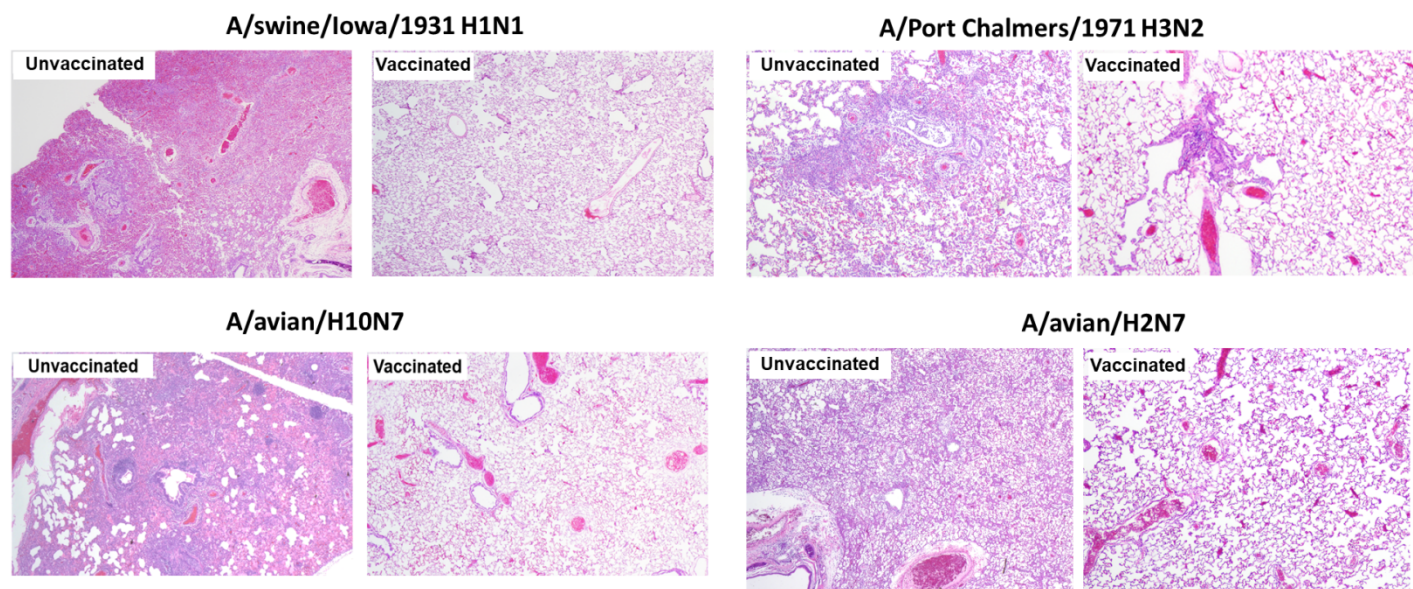 A/swine/Iowa/1931 H1N1
A/Port Chalmers/1971 H3N2
Unvaccinated
Vaccinated
Unvaccinated
Vaccinated
A/avian/H10N7
A/avian/H2N7
Unvaccinated
Vaccinated
Unvaccinated
Vaccinated